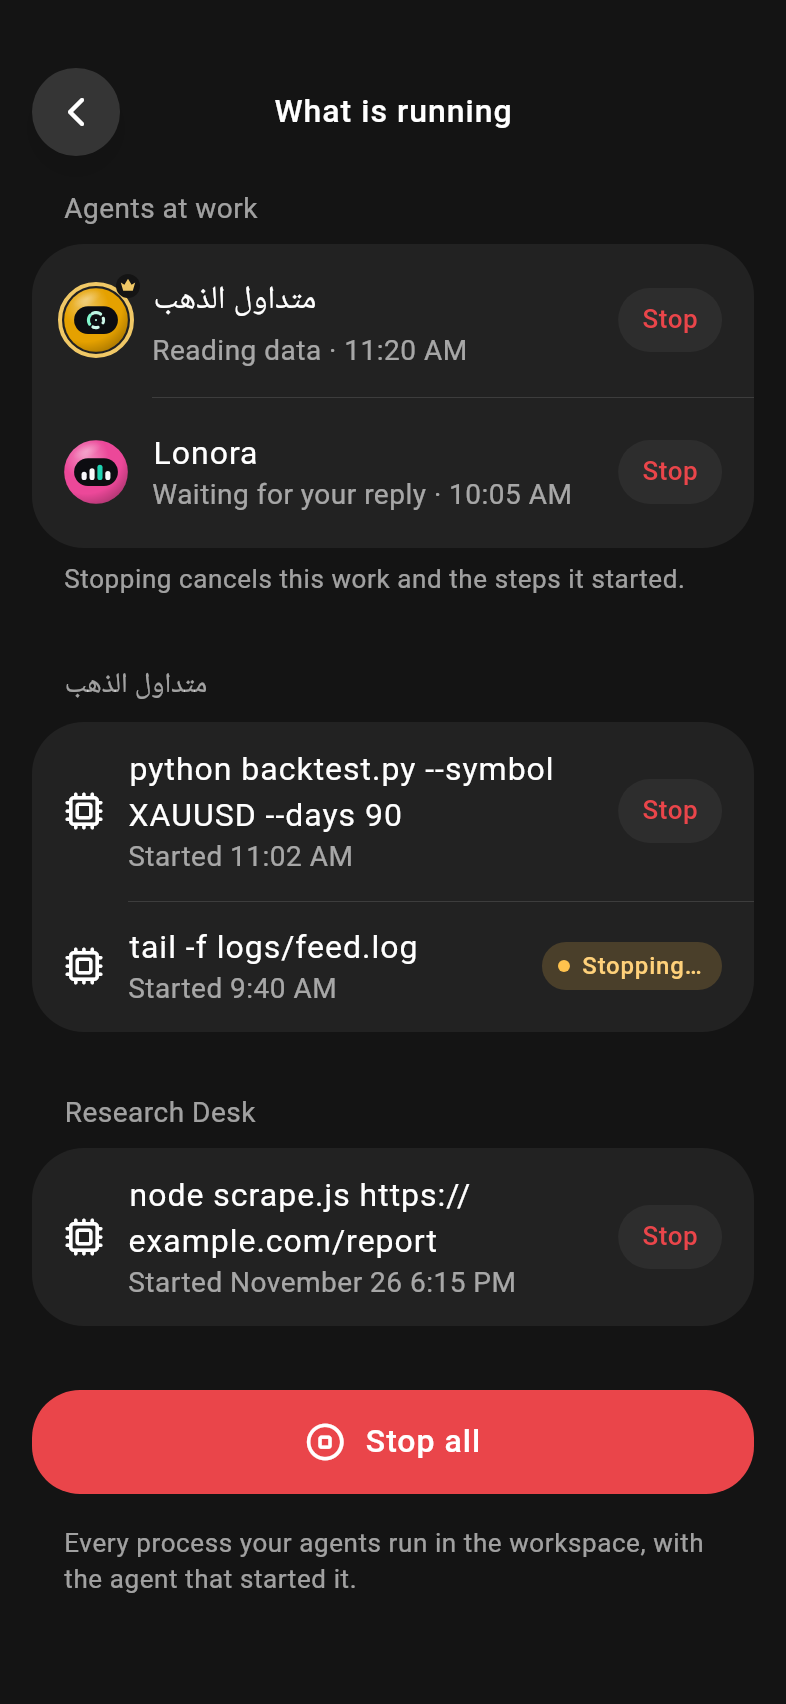 What is running
Agents at work
متداول الذهب
Reading data · 11:20 AM
Stop
Lonora
Waiting for your reply · 10:05 AM
Stop
Stopping cancels this work and the steps it started.
متداول الذهب
python backtest.py --symbol
XAUUSD --days 90
Started 11:02 AM
Stop
tail -f logs/feed.log
Started 9:40 AM
Stopping…
Research Desk
node scrape.js https://
example.com/report
Started November 26 6:15 PM
Stop
Stop all
Every process your agents run in the workspace, with
the agent that started it.